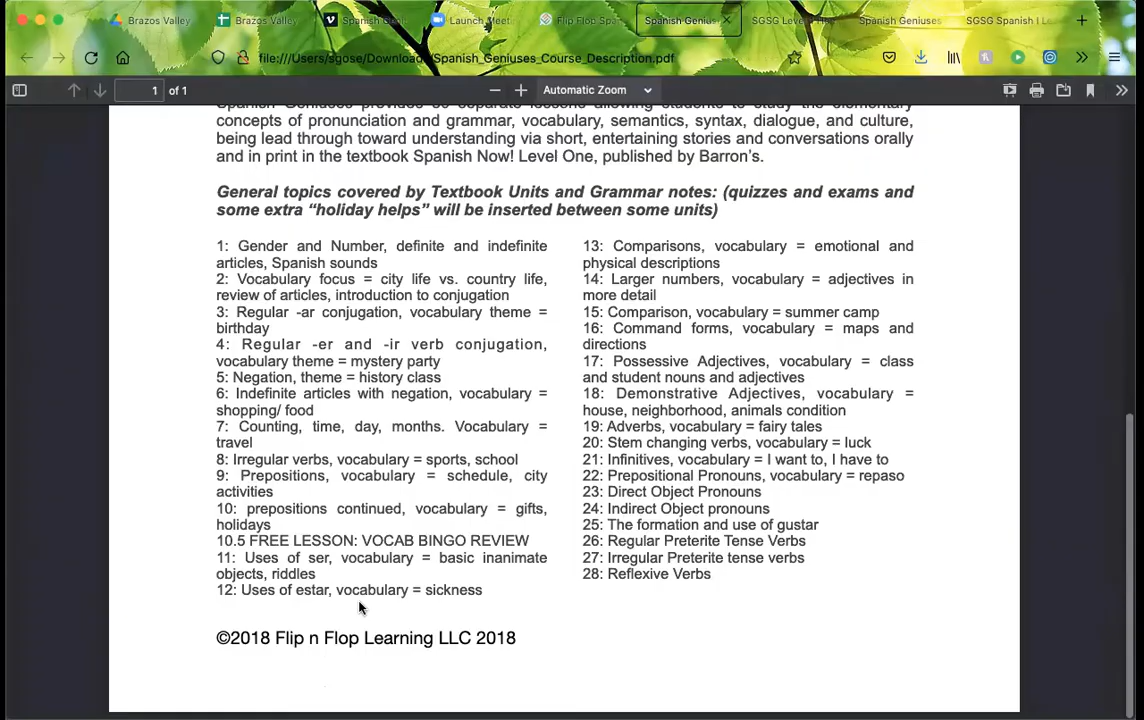 Brazos Valley
Brazos Valley
Spanish
Launch Meet
Flip Flop Spa
Spanish Genius
SGSG Level
Spanish Geniuses
SGSG Spanish I
file:///Users/sgose/Download Spanish_Geniuses_Course_Description.pdf
1 of 1
Automatic Zoom
concepts of pronunciation and grammar, vocabulary, semantics, syntax, dialogue, and culture,
being lead through toward understanding via short, entertaining stories and conversations orally
and in print in the textbook Spanish Now! Level One, published by Barron's.
General topics covered by Textbook Units and Grammar notes: (quizzes and exams and
some extra “holiday helps” will be inserted between some units)
1: Gender and Number, definite and indefinite
articles, Spanish sounds
2: Vocabulary focus = city life vs. country life,
review of articles, introduction to conjugation
3: Regular -ar conjugation, vocabulary theme =
birthday
4: Regular -er and -ir verb conjugation,
vocabulary theme = mystery party
5: Negation, theme = history class
6: Indefinite articles with negation, vocabulary =
shopping/ food
7: Counting, time, day, months. Vocabulary =
travel
8: Irregular verbs, vocabulary = sports, school
9: Prepositions, vocabulary = schedule, city
activities
10: prepositions continued, vocabulary = gifts,
holidays
10.5 FREE LESSON: VOCAB BINGO REVIEW
11: Uses of ser, vocabulary = basic inanimate
objects, riddles
12: Uses of estar, vocabulary = sickness
13: Comparisons, vocabulary = emotional and
physical descriptions
14: Larger numbers, vocabulary = adjectives in
more detail
15: Comparison, vocabulary = summer camp
16: Command forms, vocabulary = maps and
directions
17: Possessive Adjectives, vocabulary = class
and student nouns and adjectives
18: Demonstrative Adjectives, vocabulary =
house, neighborhood, animals condition
19: Adverbs, vocabulary = fairy tales
20: Stem changing verbs, vocabulary = luck
21: Infinitives, vocabulary = I want to, I have to
22: Prepositional Pronouns, vocabulary = repaso
23: Direct Object Pronouns
24: Indirect Object pronouns
25: The formation and use of gustar
26: Regular Preterite Tense Verbs
27: Irregular Preterite tense verbs
28: Reflexive Verbs
©2018 Flip n Flop Learning LLC 2018